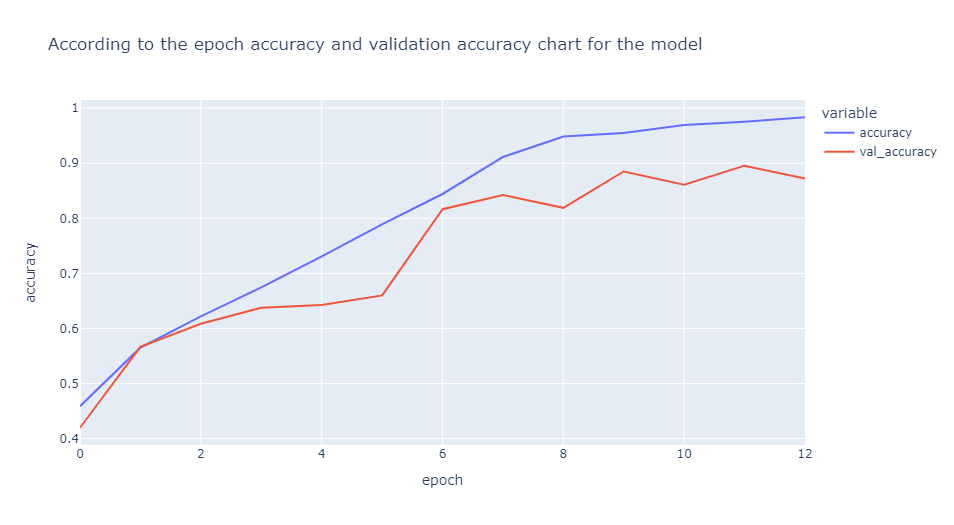 According to the epoch accuracy and validation accuracy chart for the model
variable
accuracy
val_accuracy
accuracy
1
0.9
0.8
0.7
0.6
0.5
0.4
0 2 4 6 8 10 12
epoch